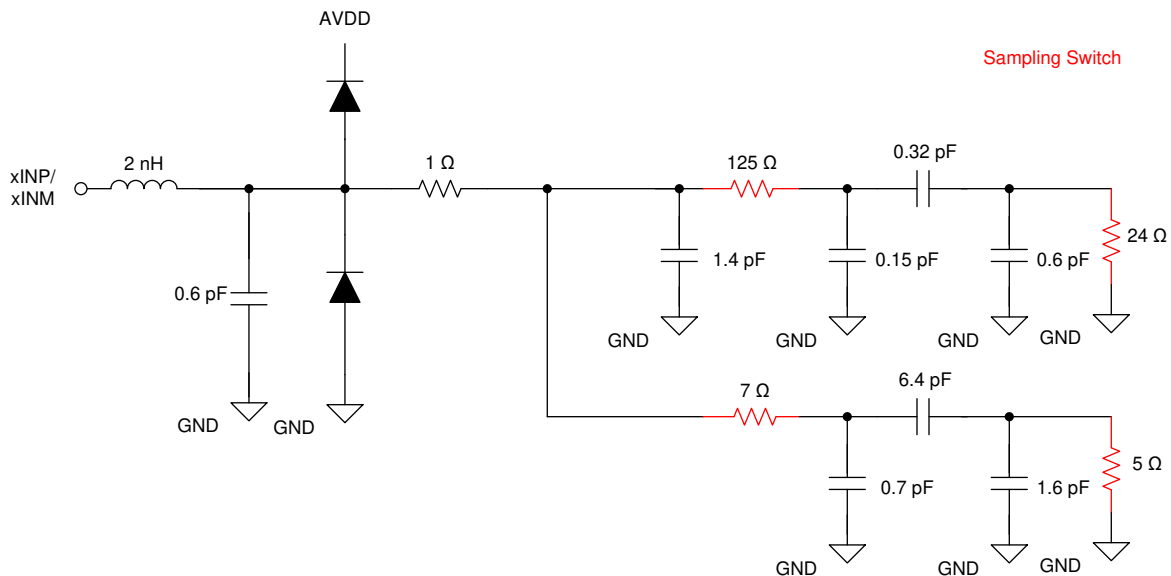 AVDD
Sampling Switch
xINP/
xINM
2 nH
1 Ω
125 Ω
0.32 pF
24 Ω
0.6 pF
1.4 pF
0.15 pF
0.6 pF
GND
GND
GND
GND
GND
GND
7 Ω
6.4 pF
5 Ω
0.7 pF
1.6 pF
GND
GND
GND